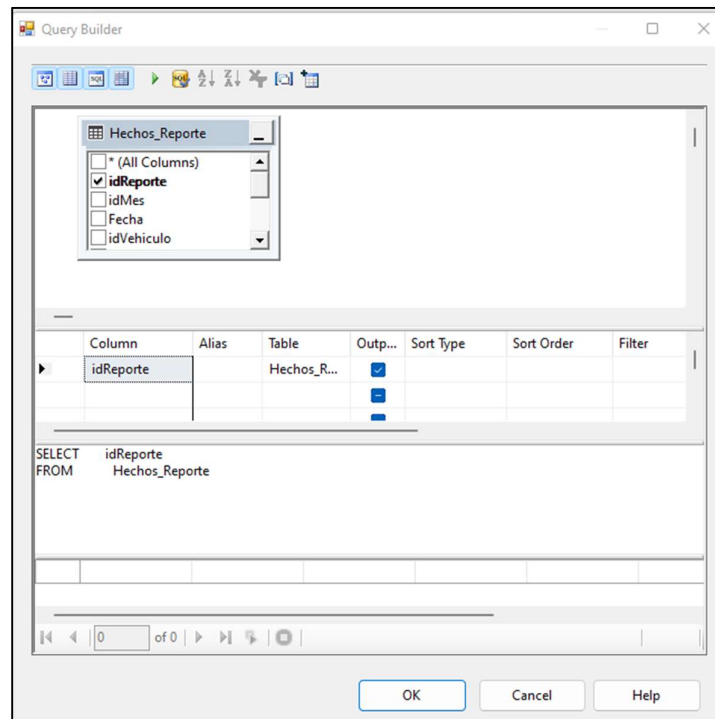 Query Builder
SQL
Hechos_Reporte
* (All Columns)
idReporte
idMes
Fecha
idVehiculo
Column Alias Table Outp... Sort Type Sort Order Filter
idReporte Hechos_R...
SELECT idReporte
FROM Hechos_Reporte
0 of 0
OK Cancel Help